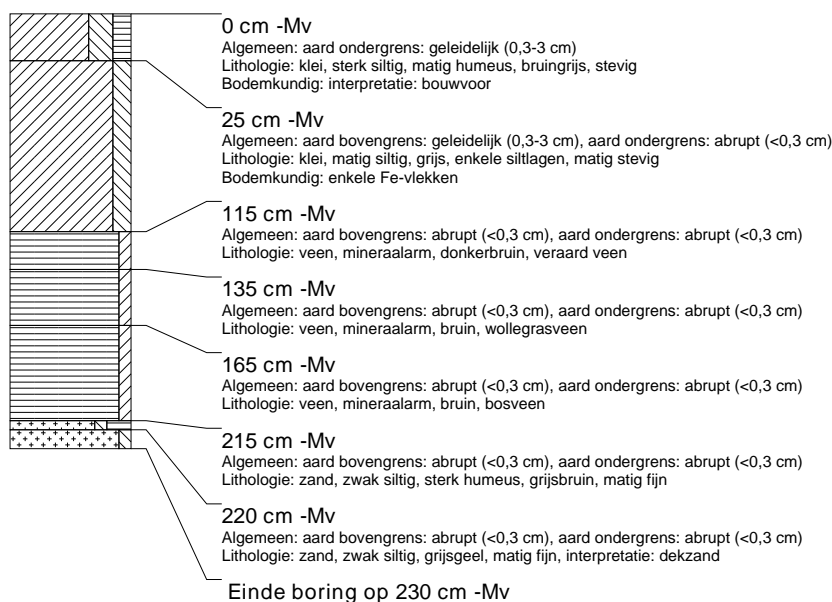 0 cm -Mv
Algemeen: aard ondergrens: geleidelijk (0,3-3 cm)
Lithologie: klei, sterk siltig, matig humeus, bruingrijs, stevig
Bodemkundig: interpretatie: bouwvoor
25 cm -Mv
Algemeen: aard bovengrens: geleidelijk (0,3-3 cm), aard ondergrens: abrupt (<0,3 cm)
Lithologie: klei, matig siltig, grijs, enkele siltlagen, matig stevig
Bodemkundig: enkele Fe-vlekken
115 cm -Mv
Algemeen: aard bovengrens: abrupt (<0,3 cm), aard ondergrens: abrupt (<0,3 cm)
Lithologie: veen, mineraalarm, donkerbruin, veraard veen
135 cm -Mv
Algemeen: aard bovengrens: abrupt (<0,3 cm), aard ondergrens: abrupt (<0,3 cm)
Lithologie: veen, mineraalarm, bruin, wollegrasveen
165 cm -Mv
Algemeen: aard bovengrens: abrupt (<0,3 cm), aard ondergrens: abrupt (<0,3 cm)
Lithologie: veen, mineraalarm, bruin, bosveen
215 cm -Mv
Algemeen: aard bovengrens: abrupt (<0,3 cm), aard ondergrens: abrupt (<0,3 cm)
Lithologie: zand, zwak siltig, sterk humeus, grijsbruin, matig fijn
220 cm -Mv
Algemeen: aard bovengrens: abrupt (<0,3 cm), aard ondergrens: abrupt (<0,3 cm)
Lithologie: zand, zwak siltig, grijsgeel, matig fijn, interpretatie: dekzand
Einde boring op 230 cm -Mv